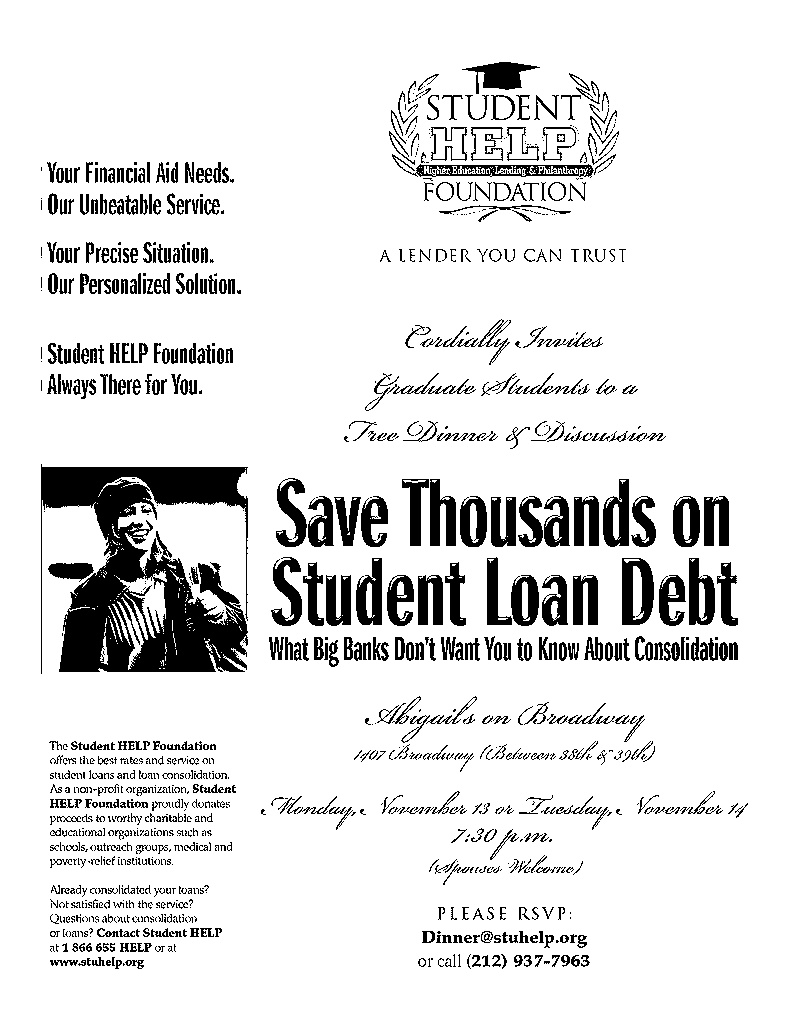 STUDENT
HELP
Higher Education, Lending & Philanthropy
FOUNDATION
A LENDER YOU CAN TRUST
Your Financial Aid Needs.
Our Unbeatable Service.
Your Precise Situation.
Our Personalized Solution.
Student HELP Foundation
Always There for You.
Cordially Invites
Graduate Students to a
Free Dinner & Discussion
Save Thousands on
Student Loan Debt
What Big Banks Don't Want You to Know About Consolidation
Abigail's on Broadway
1407 Broadway (Between 38th & 39th)
Monday, November 13 or Tuesday, November 14
7:30 p.m.
(Spouses Welcome)
PLEASE RSVP:
Dinner@stuhelp.org
or call (212) 937-7963
The Student HELP Foundation
offers the best rates and service on
student loans and loan consolidation.
As a non-profit organization, Student
HELP Foundation proudly donates
proceeds to worthy charitable and
educational organizations such as
schools, outreach groups, medical and
poverty-relief institutions.
Already consolidated your loans?
Not satisfied with the service?
Questions about consolidation
or loans? Contact Student HELP
at 1 866 655 HELP or at
www.stuhelp.org